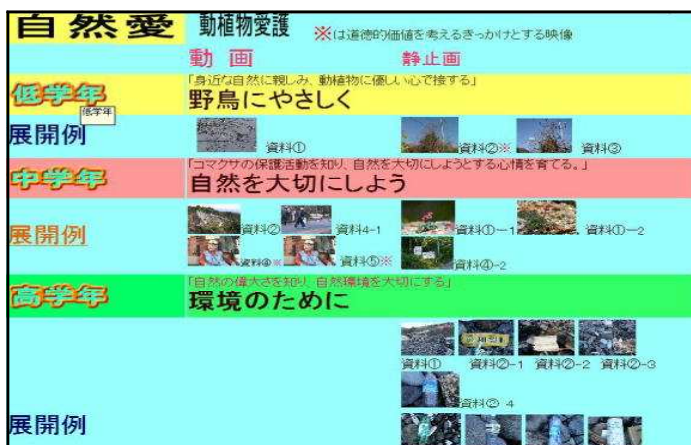 自然愛 動植物愛護 ※は道徳的価値を考えるきっかけとする映像
動 画 静止画
「身近な自然に親しみ、動植物に優しい心で接する」
低学年 野鳥にやさしく
低学年
展開例 資料① 資料②※ 資料③
「コマクサの保護活動を知り、自然を大切にしようとする心情を育てる。」
中学年 自然を大切にしよう
展開例 資料② 資料4-1 資料①ー1 資料①ー2
資料④※ 資料⑤※ 資料④-2
「自然の偉大さを知り、自然環境を大切にする」
高学年 環境のために
資料① 資料②-1 資料②-2 資料②-3
資料② 4
展開例